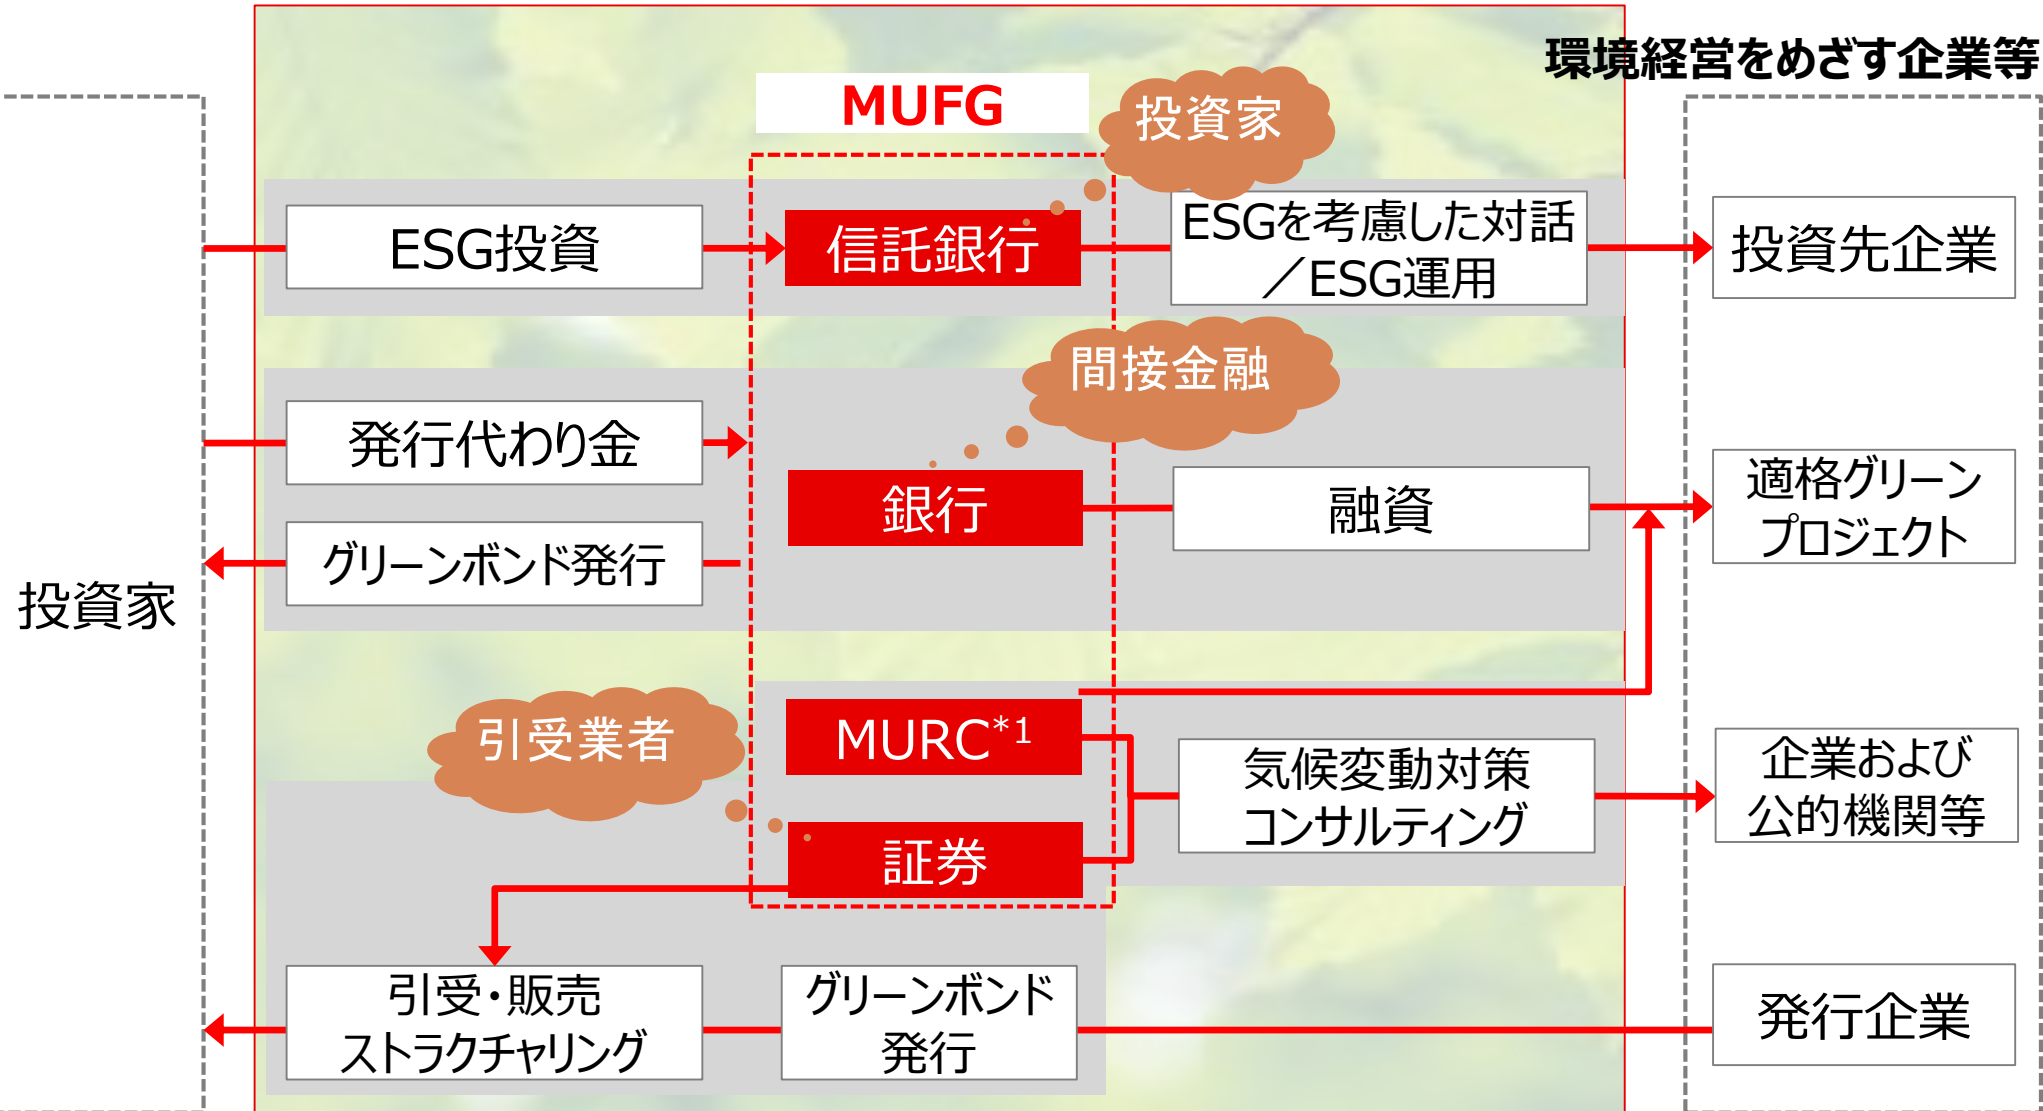 環境経営をめざす企業等
MUFG
投資家
ESG投資
信託銀行
ESGを考慮した対話
／ESG運用
投資先企業
間接金融
発行代わり金
銀行
融資
適格グリーン
プロジェクト
グリーンボンド発行
投資家
引受業者
MURC*1
気候変動対策
コンサルティング
企業および
公的機関等
証券
引受・販売
ストラクチャリング
グリーンボンド
発行
発行企業